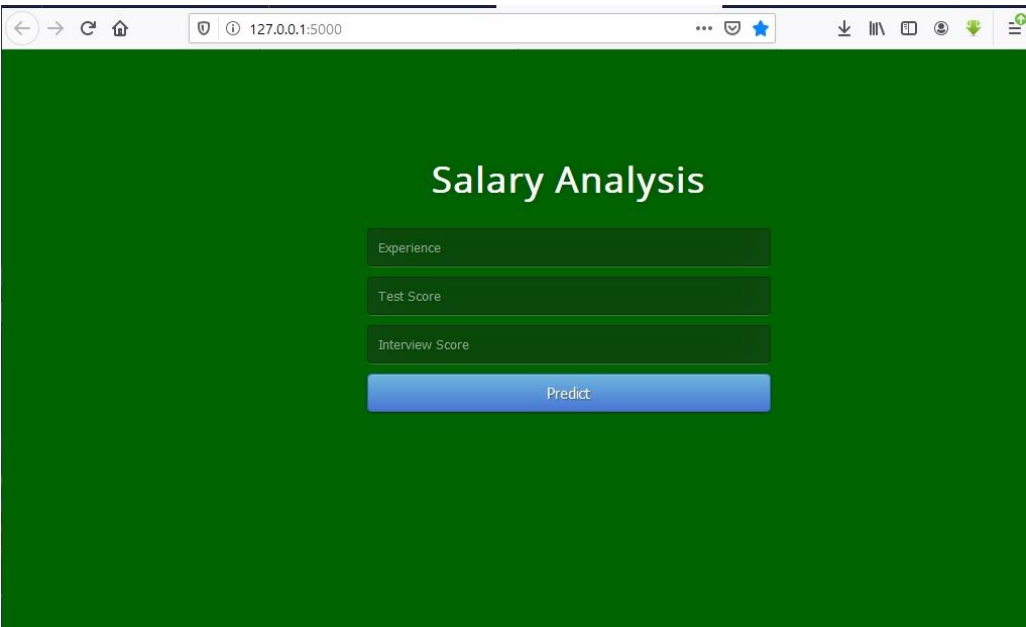 127.0.0.1:5000
Salary Analysis
Experience
Test Score
Interview Score
Predict